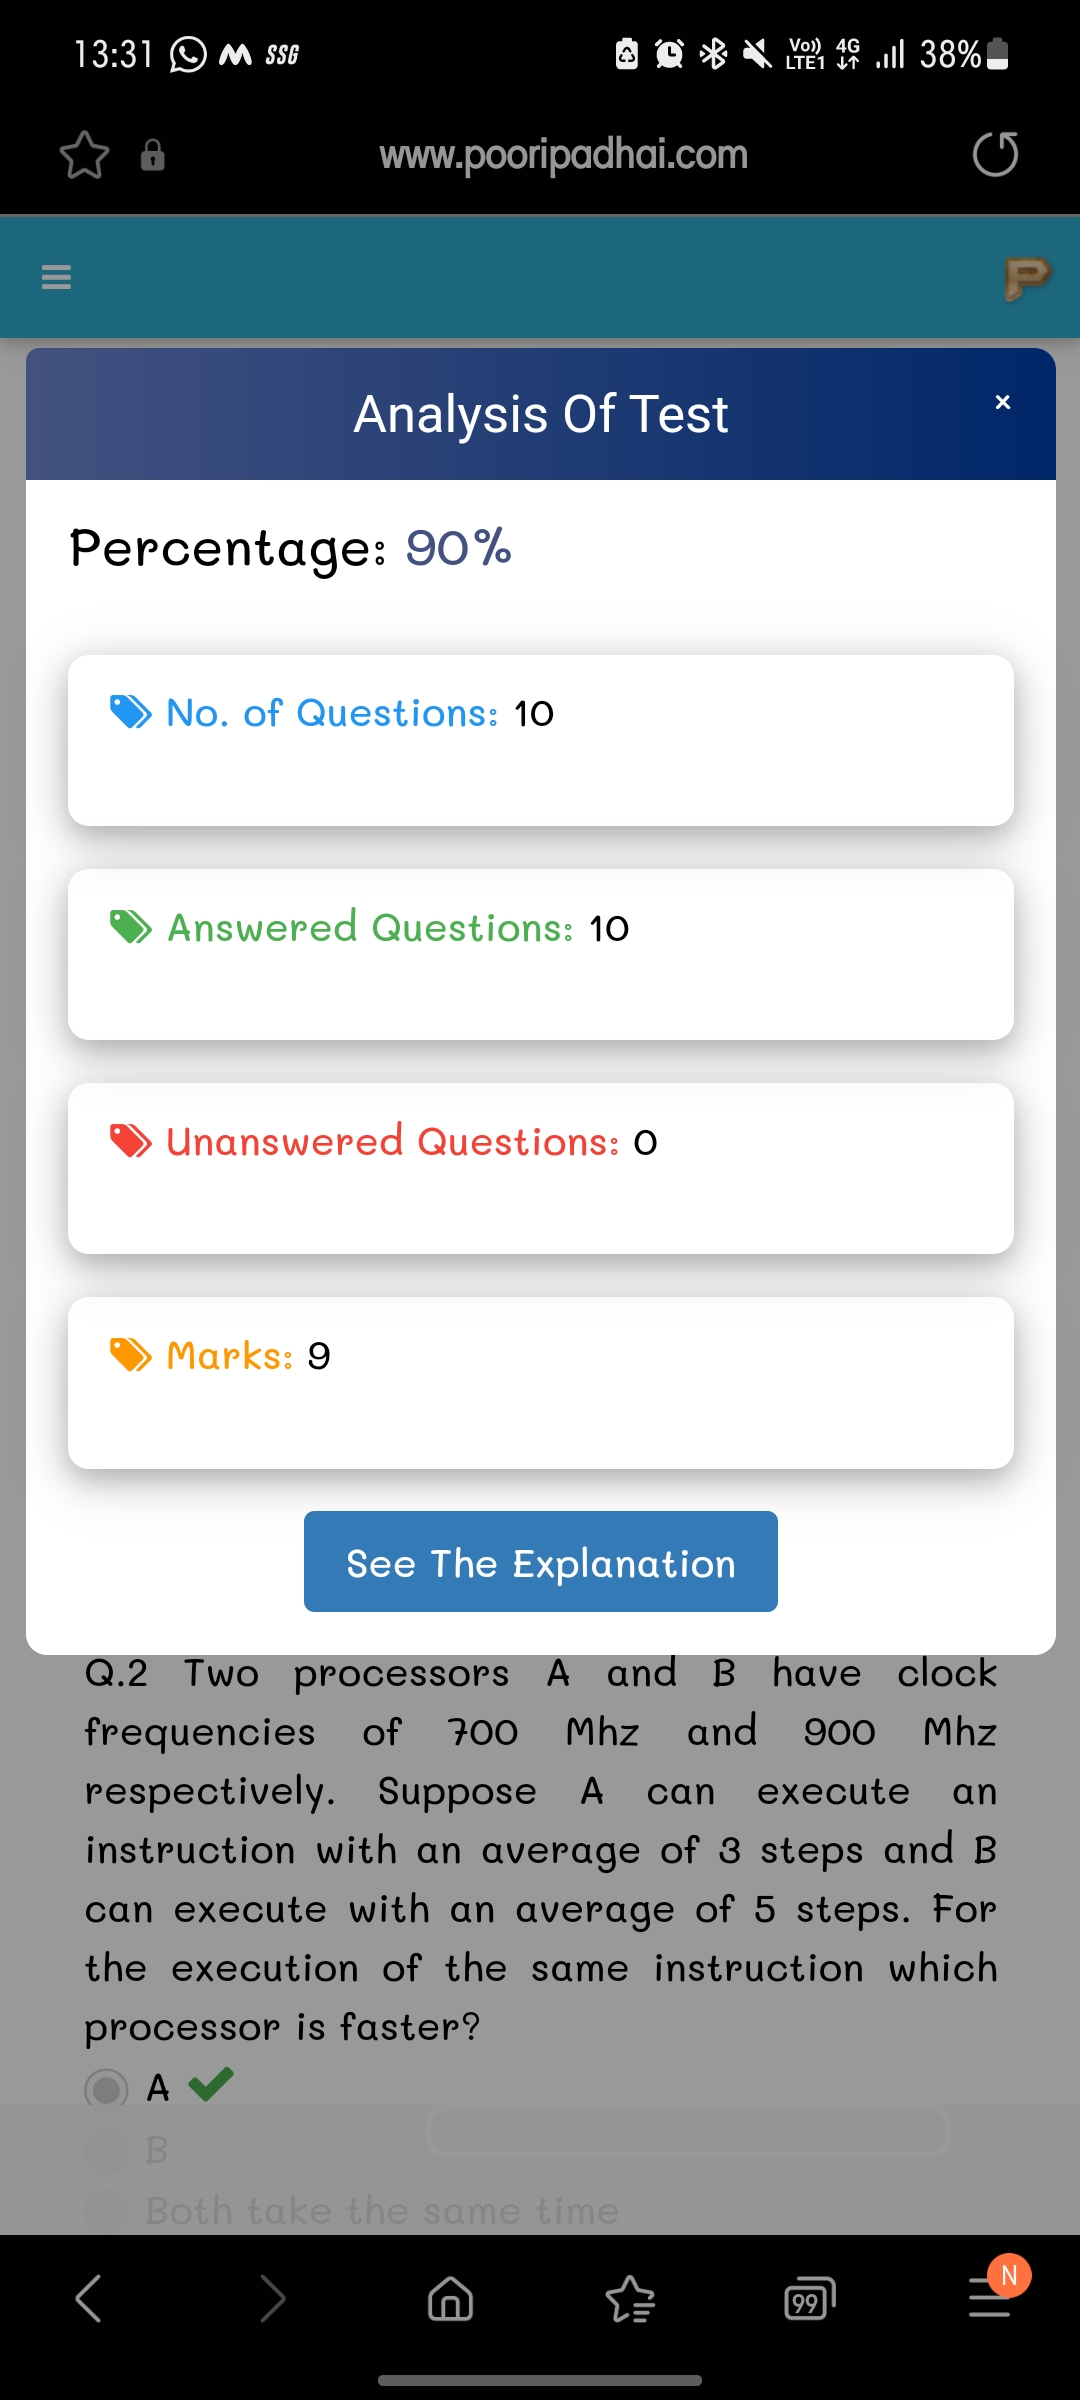 13:31 SSG Vo)) LTE1 4G 38%
www.pooripadhai.com
P
Analysis Of Test ×
Percentage: 90%
No. of Questions: 10
Answered Questions: 10
Unanswered Questions: 0
Marks: 9
See The Explanation
Q.2 Two processors A and B have clock
frequencies of 700 Mhz and 900 Mhz
respectively. Suppose A can execute an
instruction with an average of 3 steps and B
can execute with an average of 5 steps. For
the execution of the same instruction which
processor is faster?
A
B
Both take the same time
99
N